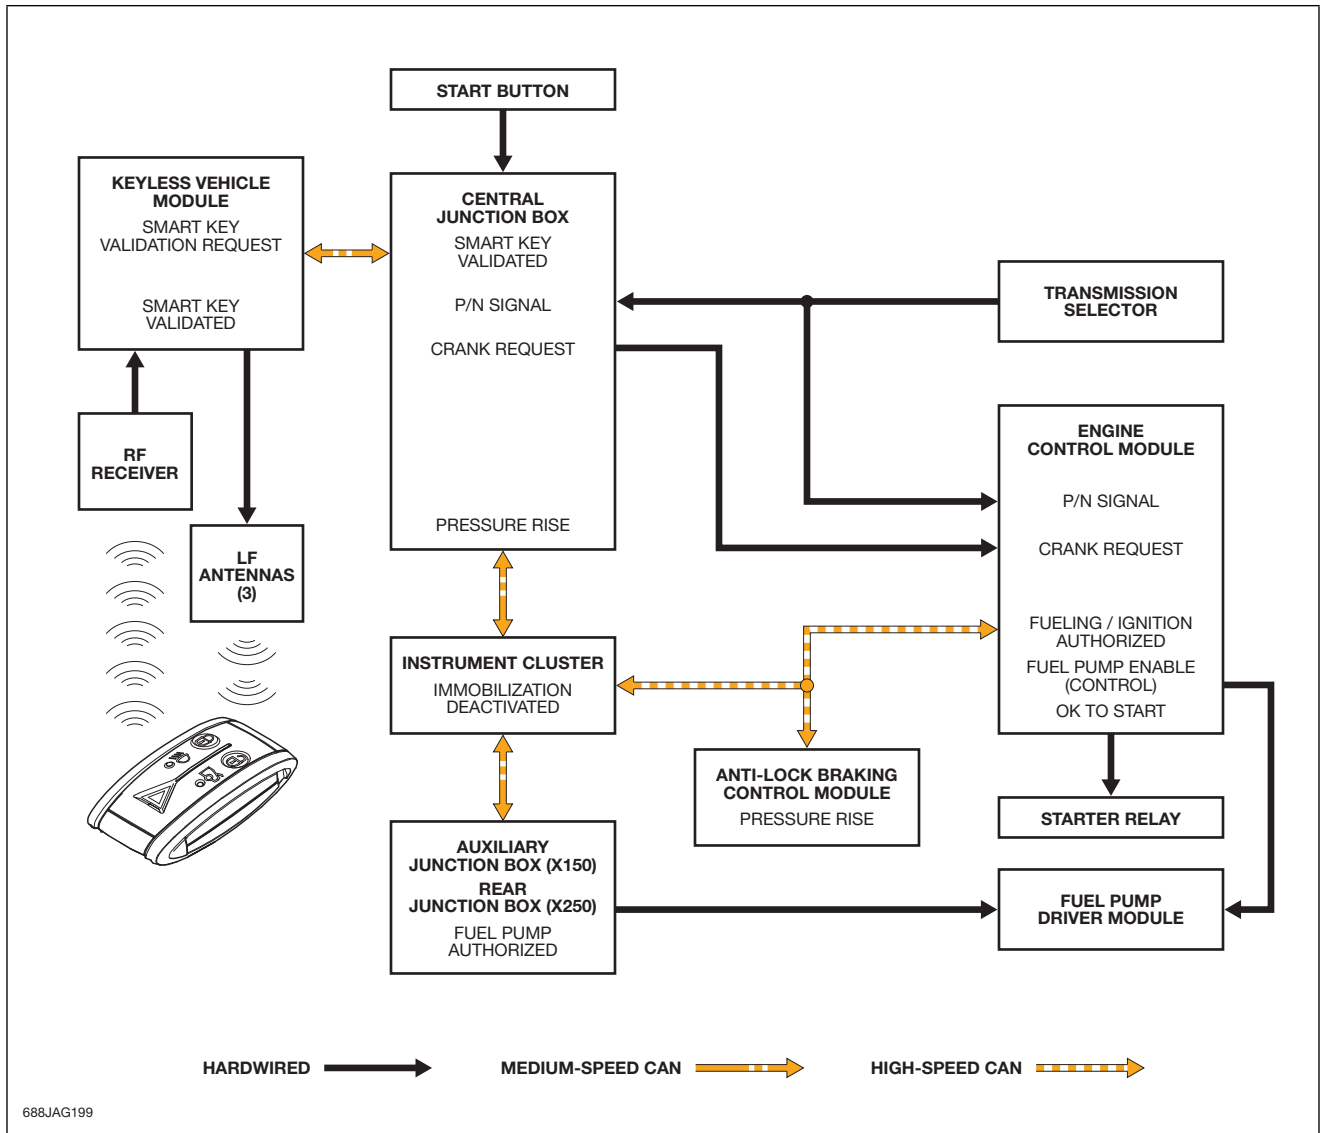 START BUTTON
KEYLESS VEHICLE
MODULE
SMART KEY
VALIDATION REQUEST
SMART KEY
VALIDATED
CENTRAL
JUNCTION BOX
SMART KEY
VALIDATED
P/N SIGNAL
CRANK REQUEST
PRESSURE RISE
TRANSMISSION
SELECTOR
RF
RECEIVER
LF
ANTENNAS
(3)
ENGINE
CONTROL MODULE
P/N SIGNAL
CRANK REQUEST
FUELING / IGNITION
AUTHORIZED
FUEL PUMP ENABLE
(CONTROL)
OK TO START
INSTRUMENT CLUSTER
IMMOBILIZATION
DEACTIVATED
ANTI-LOCK BRAKING
CONTROL MODULE
PRESSURE RISE
STARTER RELAY
AUXILIARY
JUNCTION BOX (X150)
REAR
JUNCTION BOX (X250)
FUEL PUMP
AUTHORIZED
FUEL PUMP
DRIVER MODULE
HARDWIRED
MEDIUM-SPEED CAN
HIGH-SPEED CAN
688JAG199